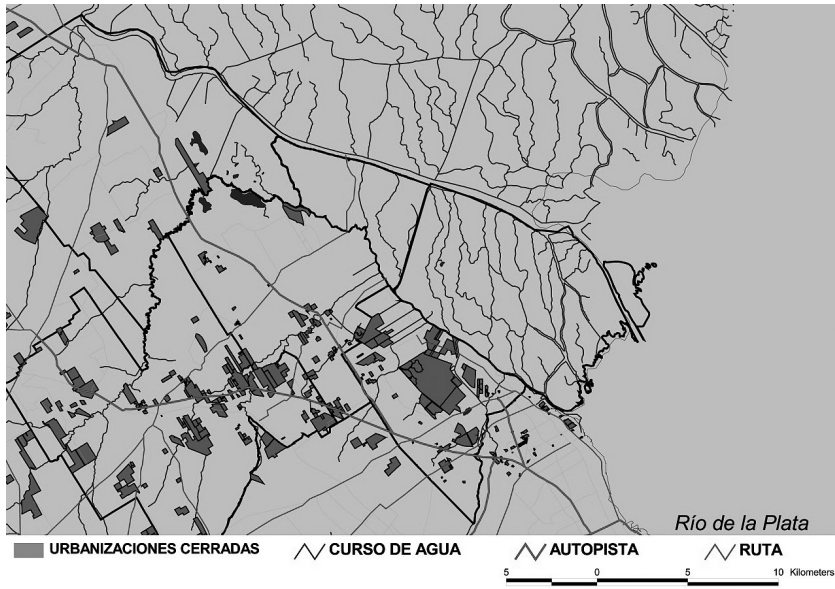 Río de la Plata
URBANIZACIONES CERRADAS CURSO DE AGUA AUTOPISTA RUTA
5 0 5 10 Kilometers